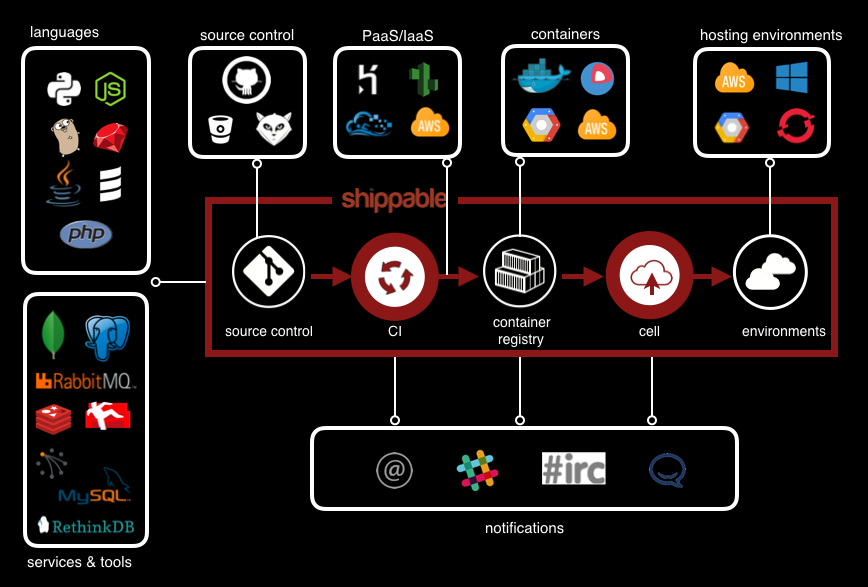 languages
source control
PaaS/IaaS
containers
hosting environments
JS
php
AWS
AWS
AWS
shippable
source control
CI
container
registry
cell
environments
RabbitMQ
MySQL
RethinkDB
services & tools
@
#irc
notifications